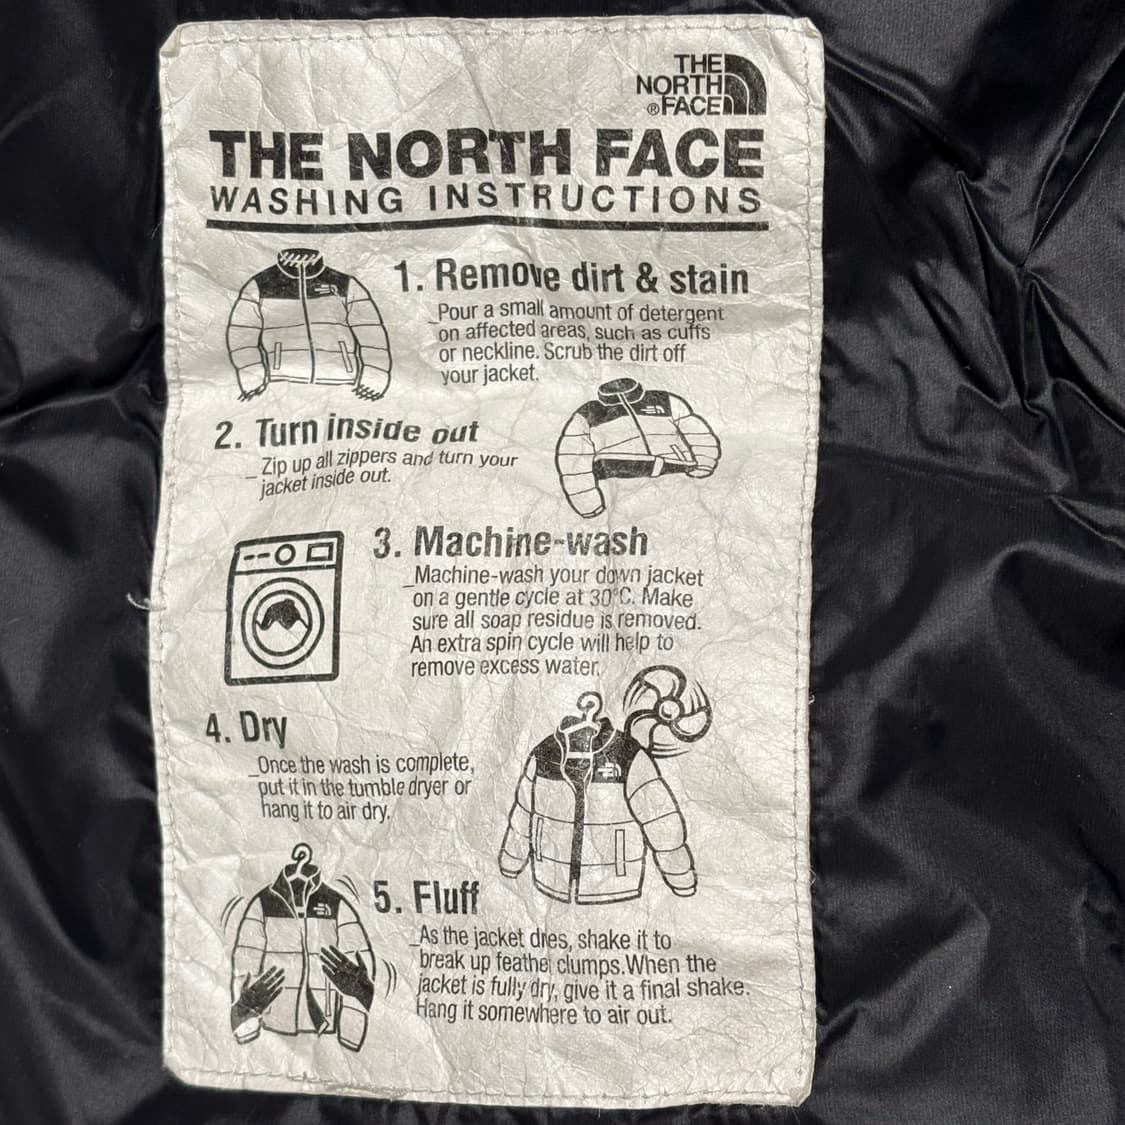 THE
NORTH
®FACE
THE NORTH FACE
WASHING INSTRUCTIONS
1. Remove dirt & stain
_Pour a small amount of detergent
on affected areas, such as cuffs
or neckline. Scrub the dirt off
your jacket.
2. Turn inside out
_Zip up all zippers and turn your
jacket inside out.
3. Machine-wash
_Machine-wash your down jacket
on a gentle cycle at 30°C. Make
sure all soap residue is removed.
An extra spin cycle will help to
remove excess water.
4. Dry
_Once the wash is complete,
put it in the tumble dryer or
hang it to air dry.
5. Fluff
_As the jacket dries, shake it to
break up feather clumps.When the
jacket is fully dry, give it a final shake.
Hang it somewhere to air out.